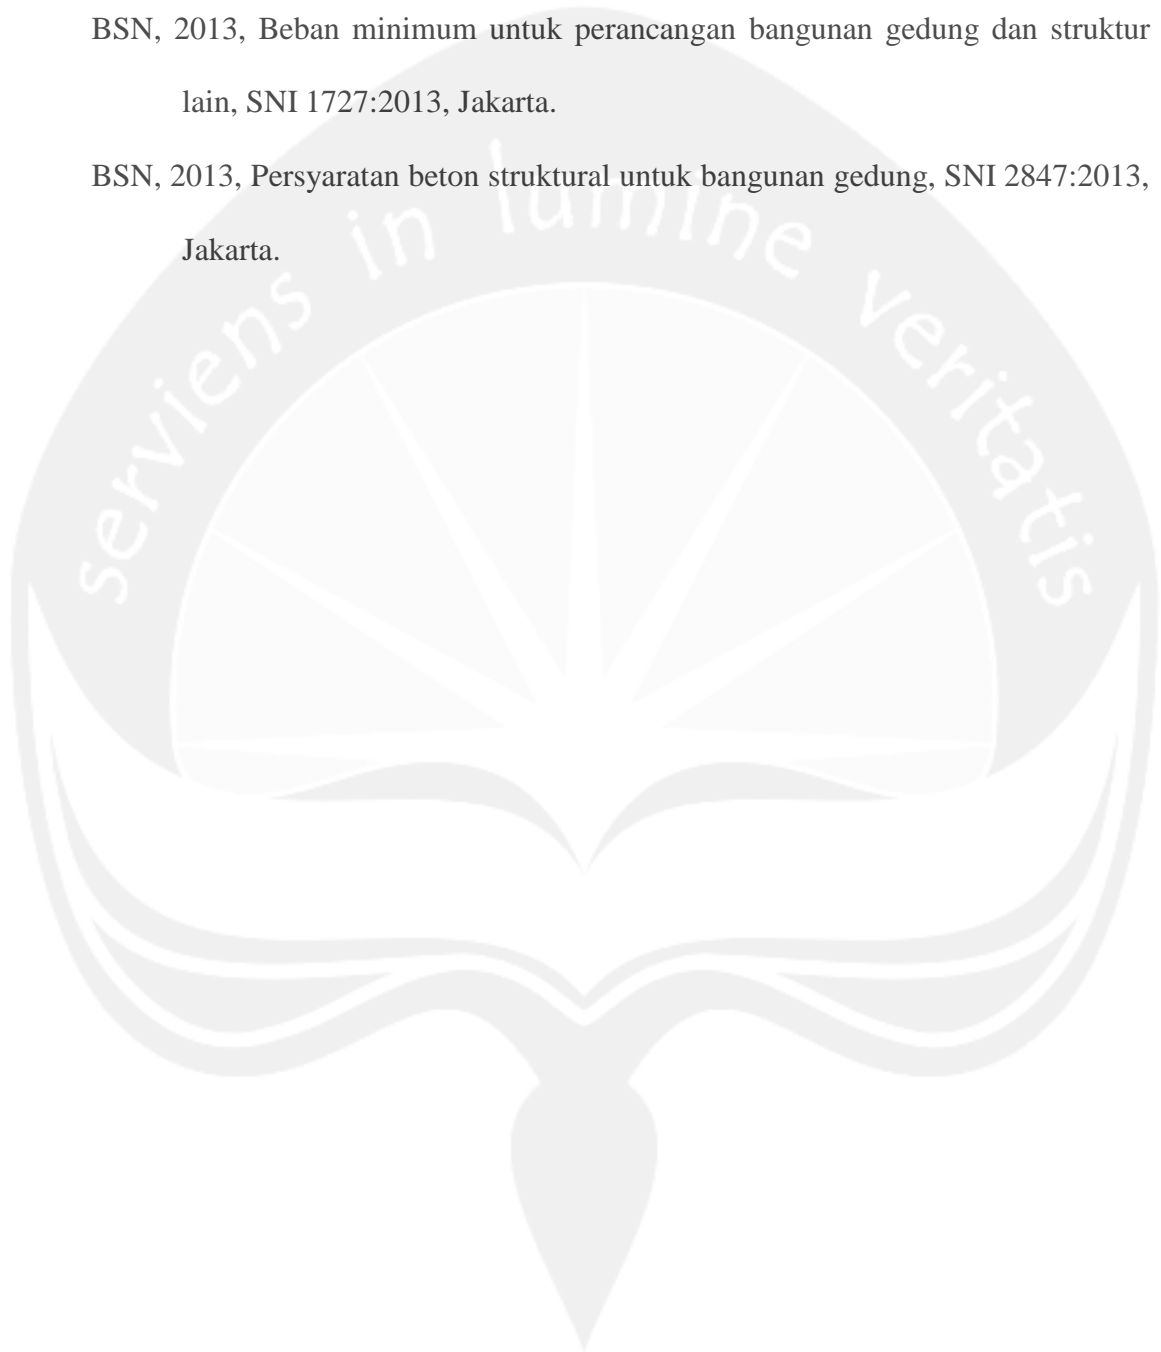 BSN, 2013, Beban minimum untuk perancangan bangunan gedung dan struktur
lain, SNI 1727:2013, Jakarta.
BSN, 2013, Persyaratan beton struktural untuk bangunan gedung, SNI 2847:2013,
Jakarta.
serviens in lumine veritatis